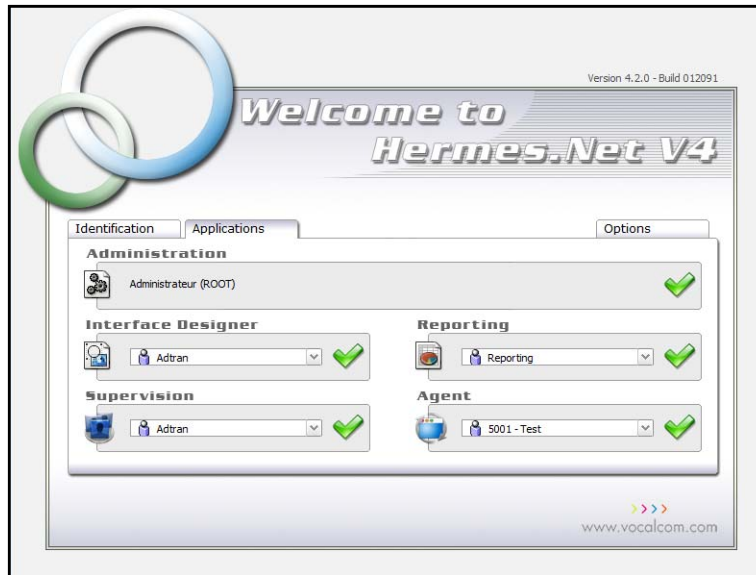 Version 4.2.0 - Build 012091
Welcome to
Hermes.Net V4
Identification
Applications
Options
Administration
Administrateur (ROOT)
Interface Designer
Reporting
Adtran
Reporting
Supervision
Agent
Adtran
5001 - Test
www.vocalcom.com